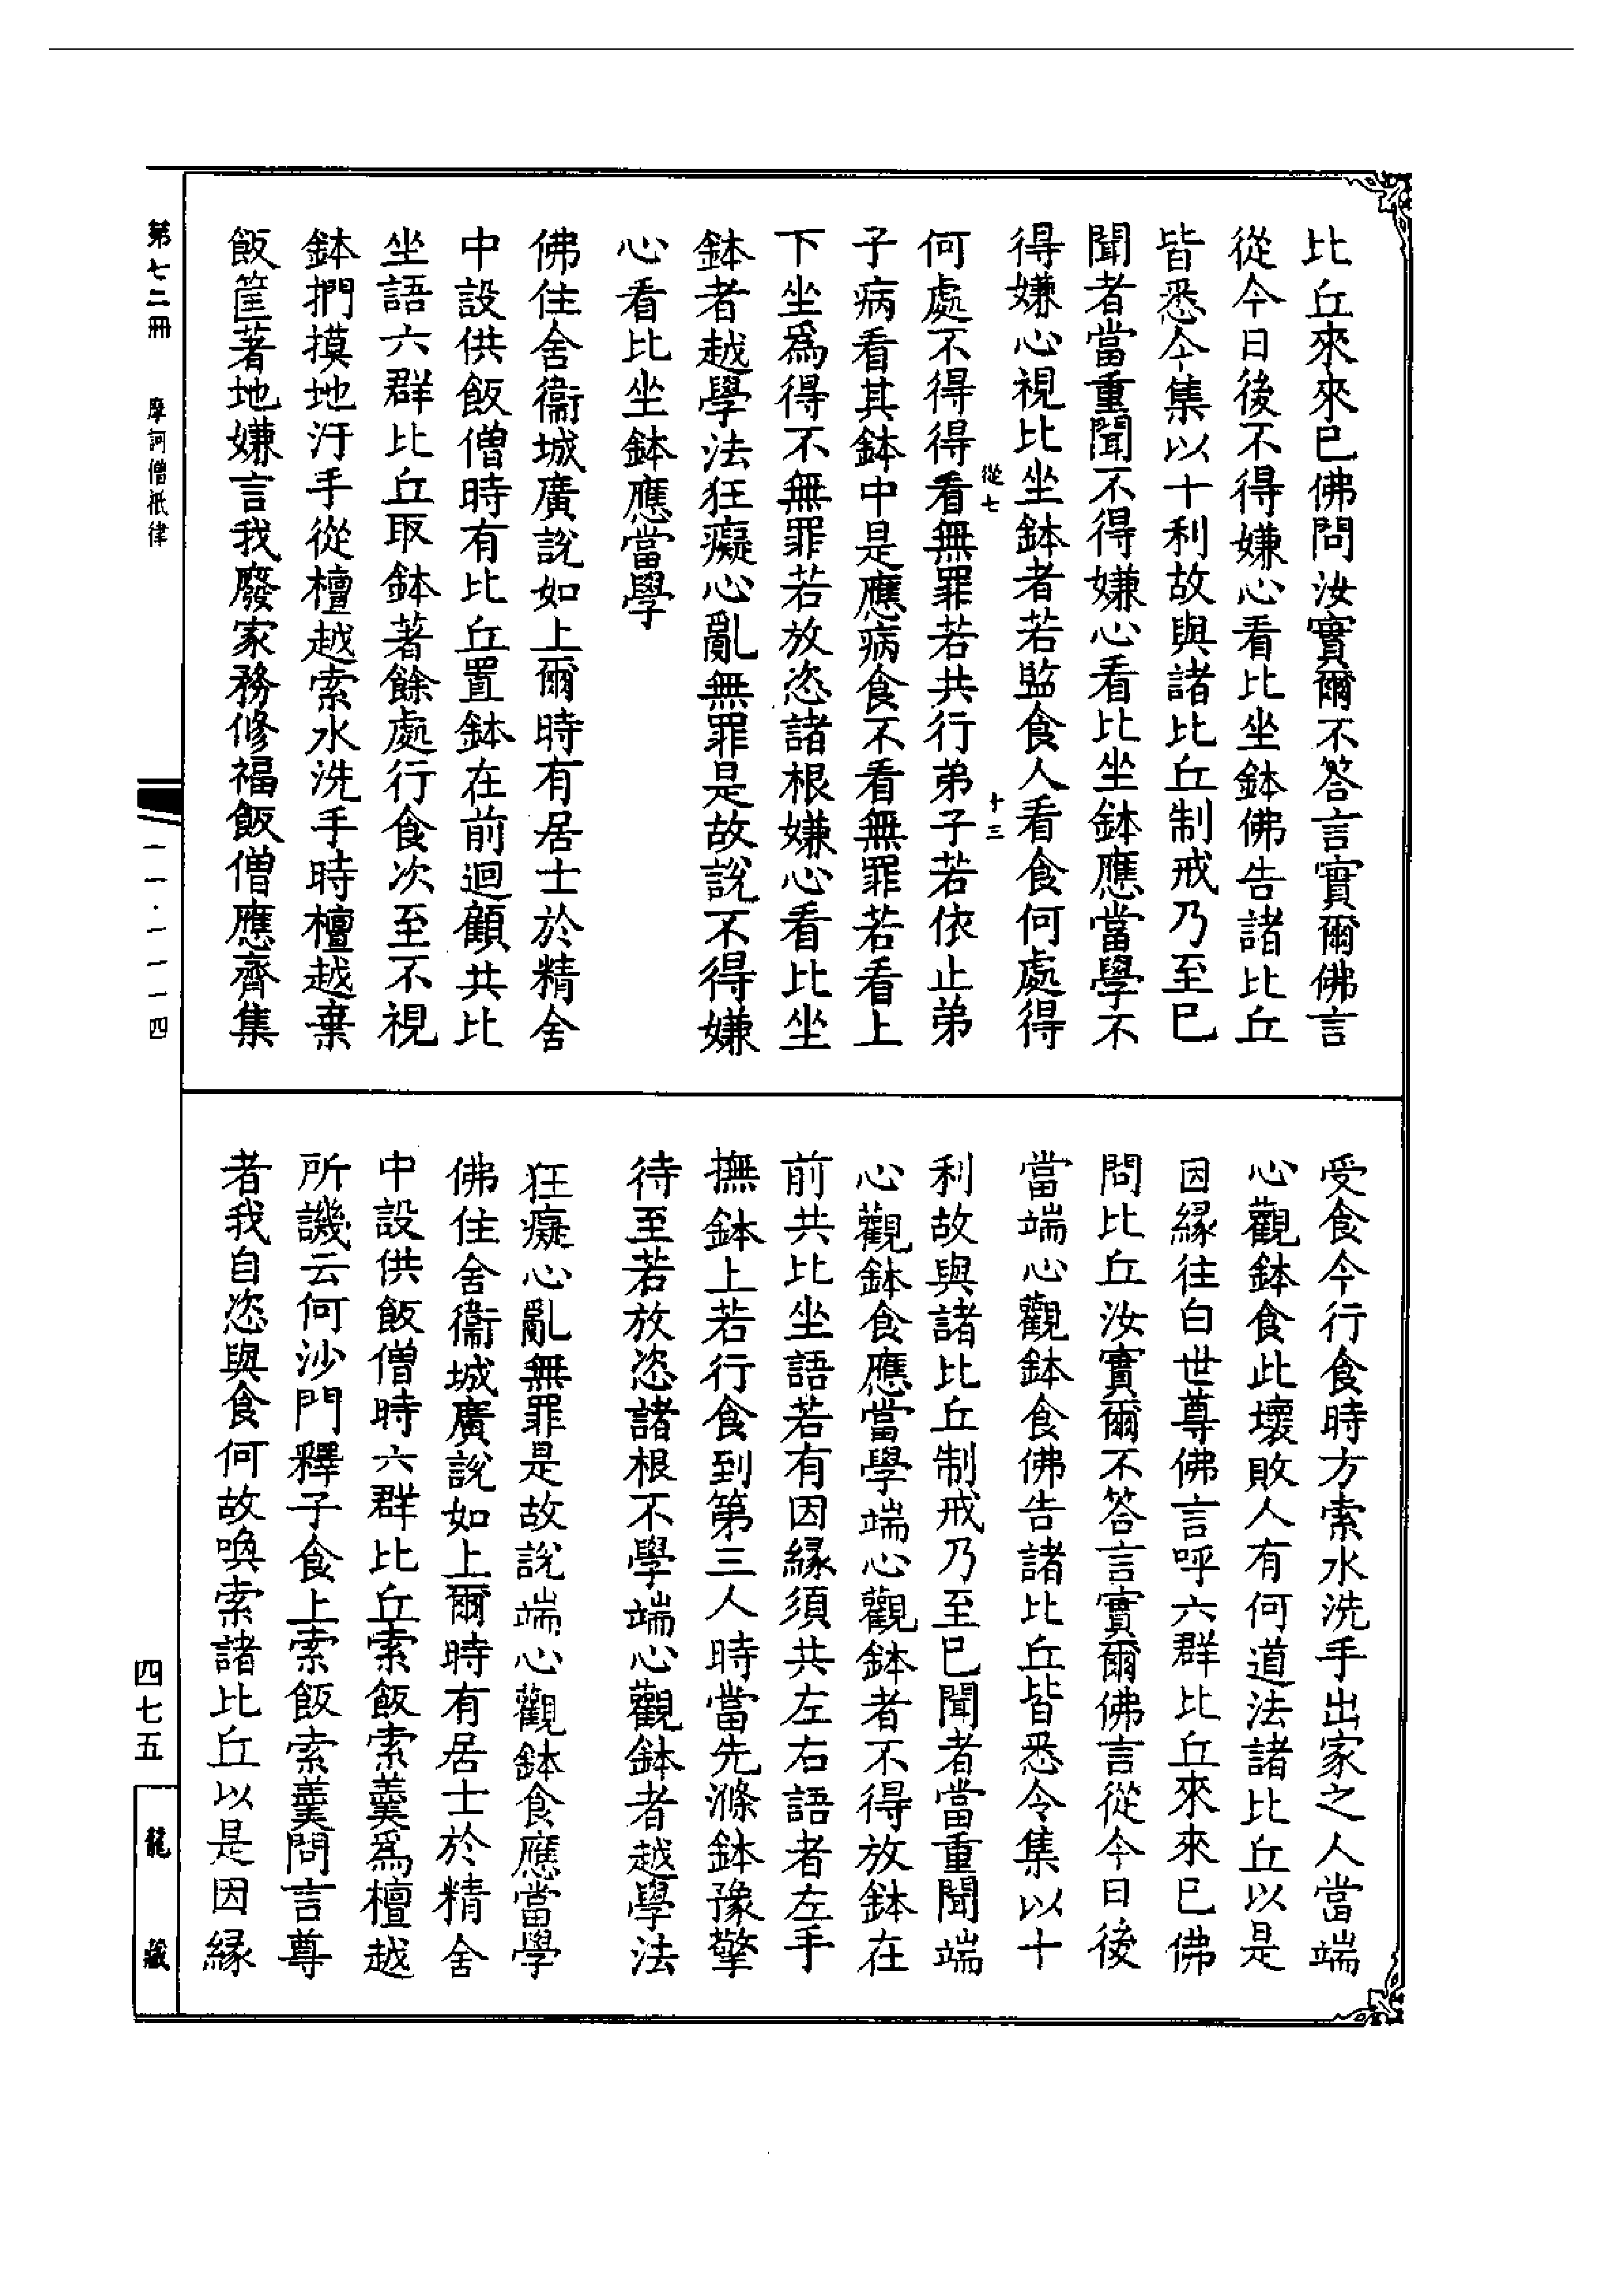 比丘來來已佛問汝實爾不答言實爾佛言
從今日後不得嫌心看比坐鉢佛告諸比丘
皆悉令集以十利故與諸比丘制戒乃至已
聞者當重聞不得嫌心看比坐鉢應當學不
得嫌心視比坐鉢者若監食人看食何處得
從七
十三
何處不得得看無罪若共行弟子若依止弟
子病看其鉢中是應病食不看無罪若看上
下坐爲得不無罪若放恣諸根嫌心看比坐
鉢者越學法狂癡心亂無罪是故說不得嫌
心看比坐鉢應當學
佛住舍衞城廣說如上爾時有居士於精舍
中設供飯僧時有比丘置鉢在前迴顧共比
坐語六群比丘取鉢著餘處行食次至不視
鉢捫摸地汙手從檀越索水洗手時檀越棄
飯筐著地嫌言我廢家務修福飯僧應齊集
受食今行食時方索水洗手出家之人當端
心觀鉢食此壞敗人有何道法諸比丘以是
因緣往白世尊佛言呼六群比丘來來已佛
問比丘汝實爾不答言實爾佛言從今日後
當端心觀鉢食佛告諸比丘皆悉令集以十
利故與諸比丘制戒乃至已聞者當重聞端
心觀鉢食應當學端心觀鉢者不得放鉢在
前共比坐語若有因緣須共左右語者左手
撫鉢上若行食到第三人時當先滌鉢豫擎
待至若放恣諸根不學端心觀鉢者越學法
狂癡心亂無罪是故說端心觀鉢食應當學
佛住舍衞城廣說如上爾時有居士於精舍
中設供飯僧時六群比丘索飯索羹爲檀越
所譏云何沙門釋子食上索飯索羹問言尊
者我自恣與食何故喚索諸比丘以是因緣
第七二冊
摩訶僧祇律
一一·一一一四
四七五
龍藏